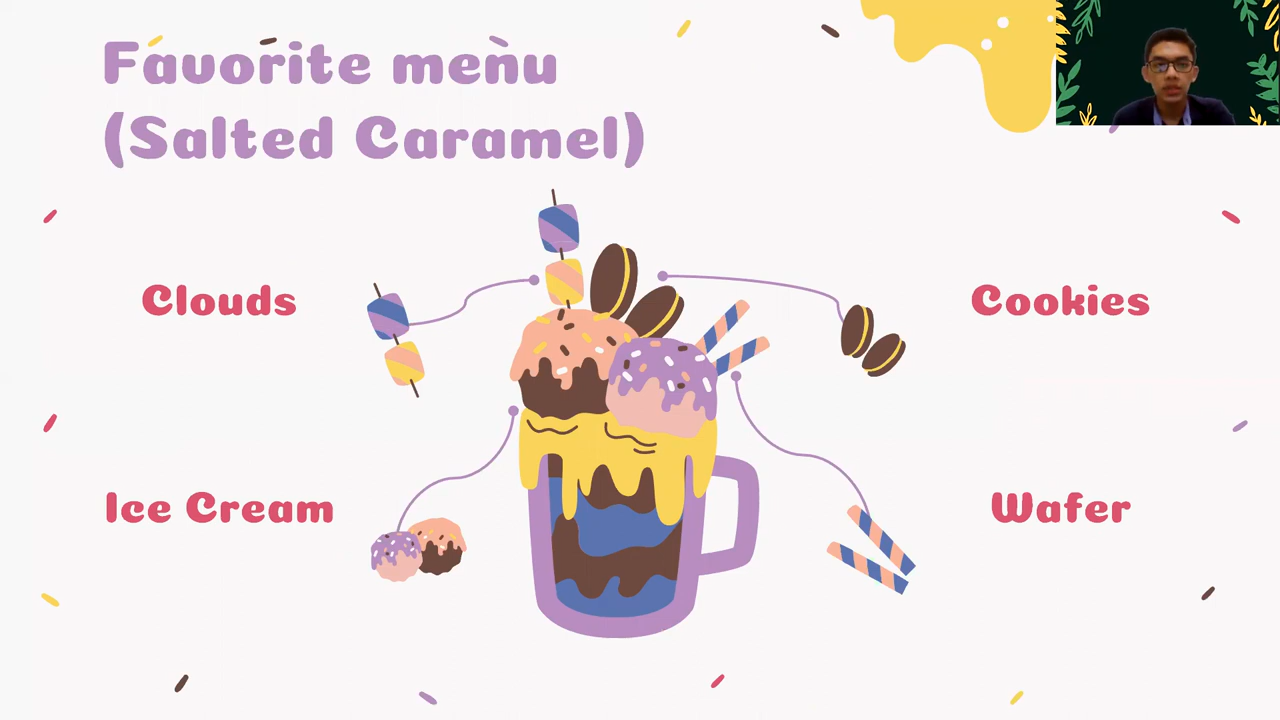 Favorite menu
(Salted Caramel)
Clouds
Cookies
Ice Cream
Wafer